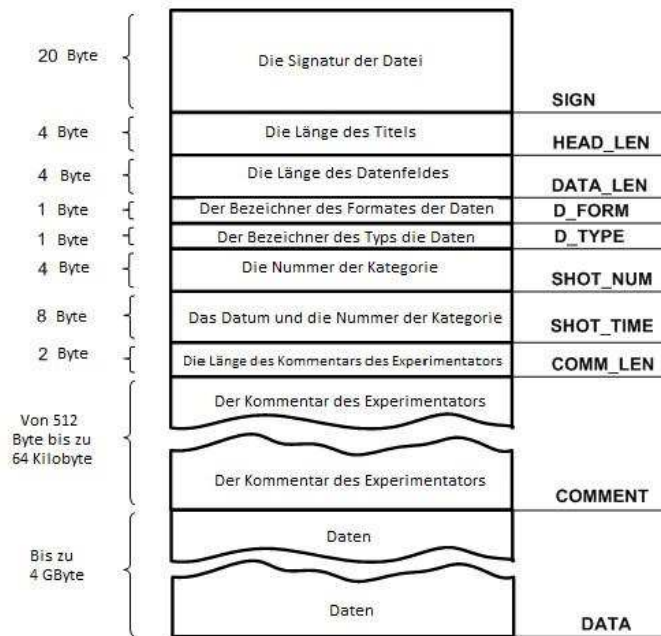 20 Byte
Die Signatur der Datei
SIGN
4 Byte
Die Länge des Titels
HEAD_LEN
4 Byte
Die Länge des Datenfeldes
DATA_LEN
1 Byte
Der Bezeichner des Formates der Daten
D_FORM
1 Byte
Der Bezeichner des Typs die Daten
D_TYPE
4 Byte
Die Nummer der Kategorie
SHOT_NUM
8 Byte
Das Datum und die Nummer der Kategorie
SHOT_TIME
2 Byte
Die Länge des Kommentars des Experimentators
COMM_LEN
Von 512
Byte bis zu
64 Kilobyte
Der Kommentar des Experimentators
Der Kommentar des Experimentators
COMMENT
Bis zu
4 GByte
Daten
Daten
DATA